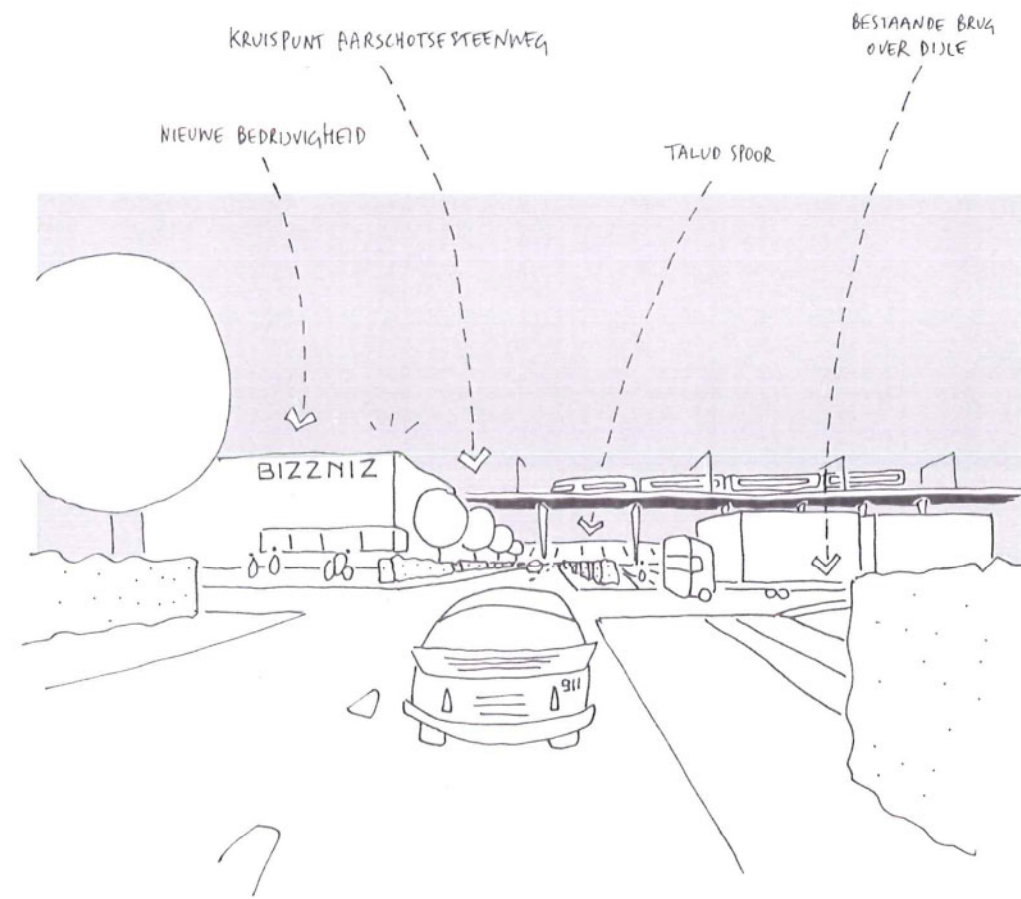 BESTAANDE BRUG
OVER DIJLE
KRUISPUNT AARSCHOTSESTEENWEG
NIEUWE BEDRIJVIGHEID
TALUD SPOOR
BIZZNIZ
911